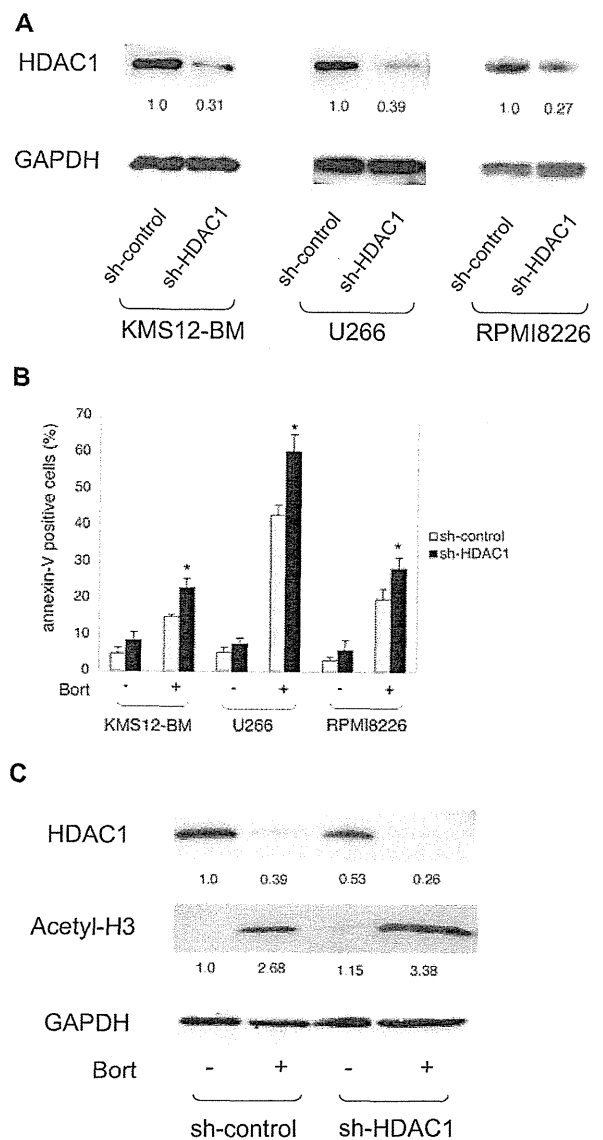 A
HDAC1
1.0 0.31 1.0 0.39 1.0 0.27
GAPDH
sh-control sh-HDAC1 sh-control sh-HDAC1 sh-control sh-HDAC1
KMS12-BM U266 RPMI8226
B
annexin-V positive cells (%)
70
60
50
40
30
20
10
0
* * *
sh-control
sh-HDAC1
Bort - + - + - +
KMS12-BM U266 RPMI8226
C
HDAC1
1.0 0.39 0.53 0.26
Acetyl-H3
1.0 2.68 1.15 3.38
GAPDH
Bort - + - +
sh-control sh-HDAC1